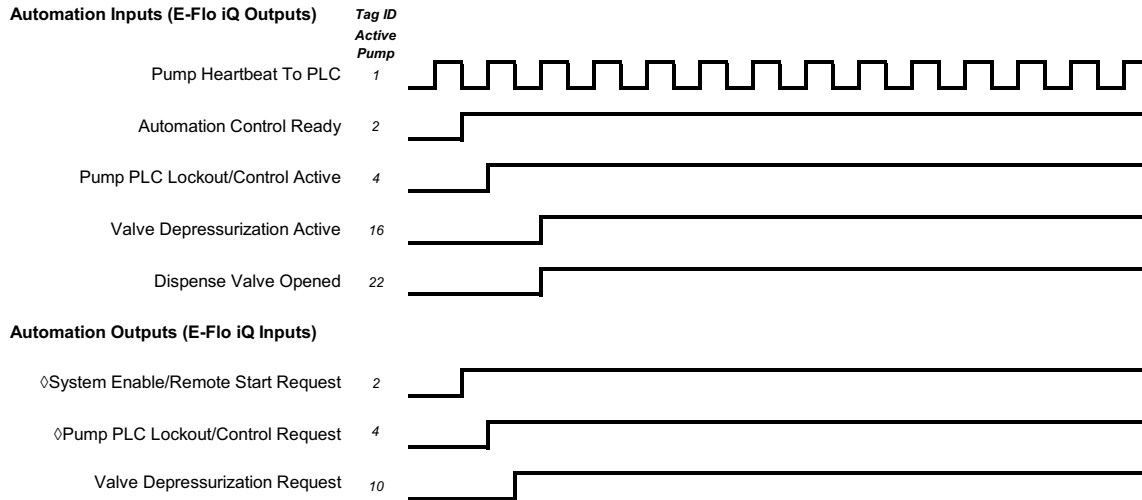 Automation Inputs (E-Flo iQ Outputs) Tag ID
Active
Pump
Pump Heartbeat To PLC 1
Automation Control Ready 2
Pump PLC Lockout/Control Active 4
Valve Depressurization Active 16
Dispense Valve Opened 22
Automation Outputs (E-Flo iQ Inputs)
◊System Enable/Remote Start Request 2
◊Pump PLC Lockout/Control Request 4
Valve Depressurization Request 10